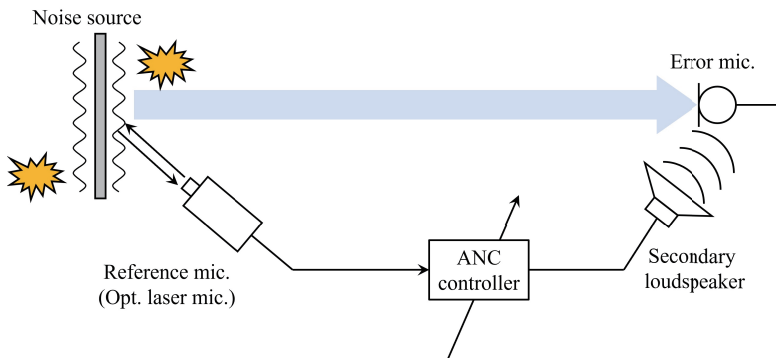 Noise source
Error mic.
Reference mic.
(Opt. laser mic.)
ANC
controller
Secondary
loudspeaker